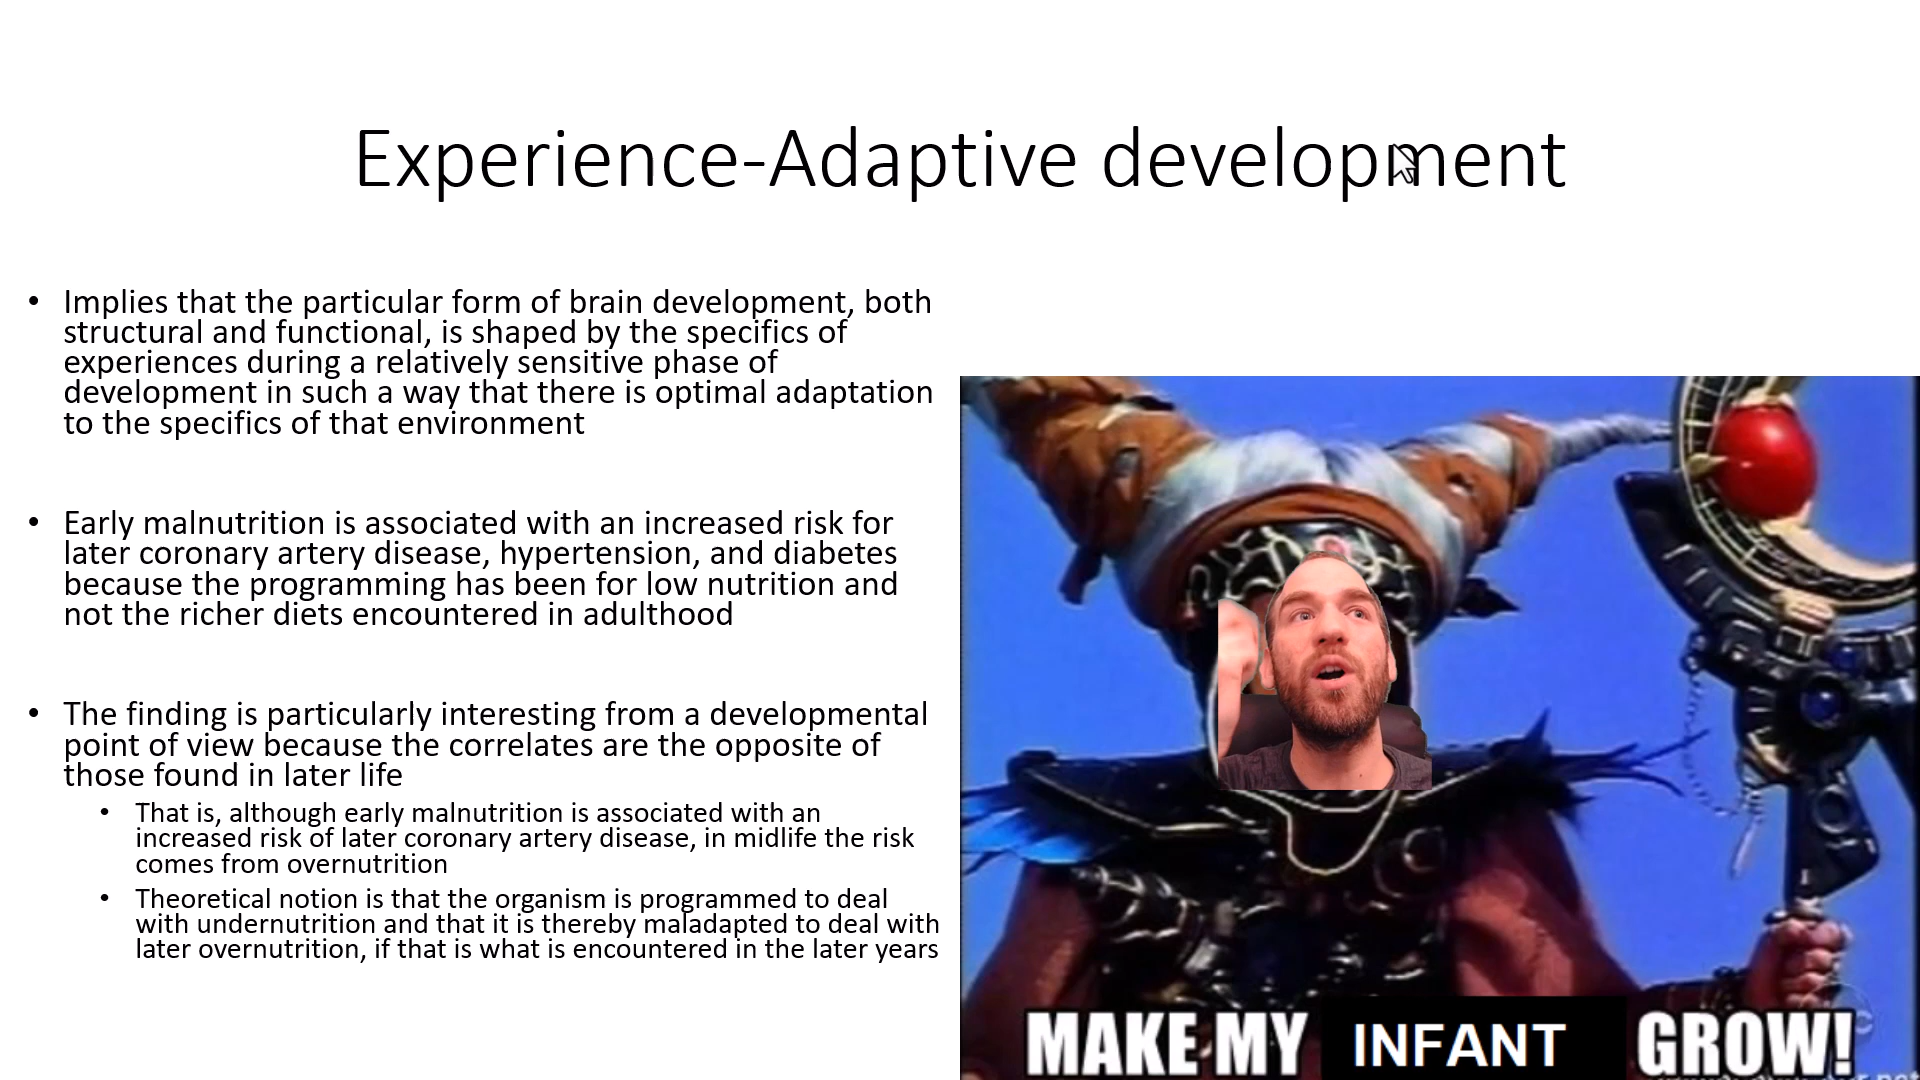 Experience-Adaptive development
• Implies that the particular form of brain development, both
structural and functional, is shaped by the specifics of
experiences during a relatively sensitive phase of
development in such a way that there is optimal adaptation
to the specifics of that environment
• Early malnutrition is associated with an increased risk for
later coronary artery disease, hypertension, and diabetes
because the programming has been for low nutrition and
not the richer diets encountered in adulthood
• The finding is particularly interesting from a developmental
point of view because the correlates are the opposite of
those found in later life
• That is, although early malnutrition is associated with an
increased risk of later coronary artery disease, in midlife the risk
comes from overnutrition
• Theoretical notion is that the organism is programmed to deal
with undernutrition and that it is thereby maladapted to deal with
later overnutrition, if that is what is encountered in the later years
MAKE MY INFANT GROW!